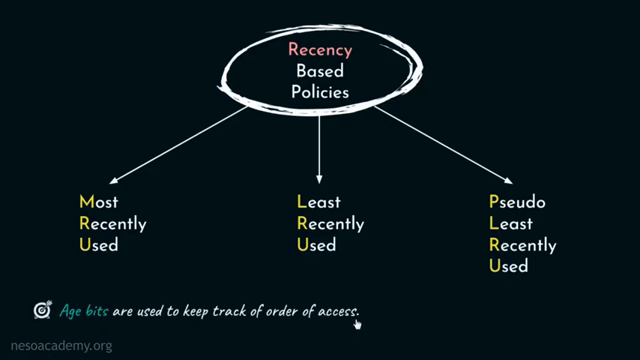 Recency
Based
Policies
Most
Recently
Used
Least
Recently
Used
Pseudo
Least
Recently
Used
Age bits are used to keep track of order of access.
nesoacademy.org